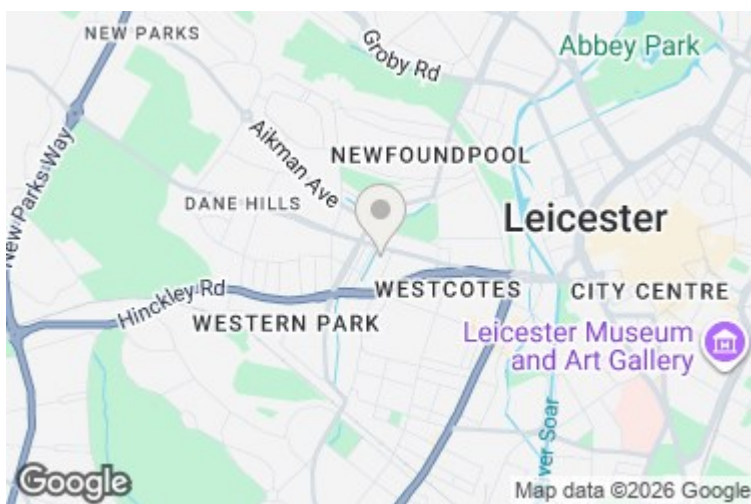 NEW PARKS
Groby Rd
Abbey Park
Aikman Ave
NEWFOUNDPOOL
New Parks Way
DANE HILLS
Leicester
Hinckley Rd
WESTCOTES
CITY CENTRE
WESTERN PARK
Leicester Museum
and Art Gallery
ver Soar
Google
Map data ©2026 Google